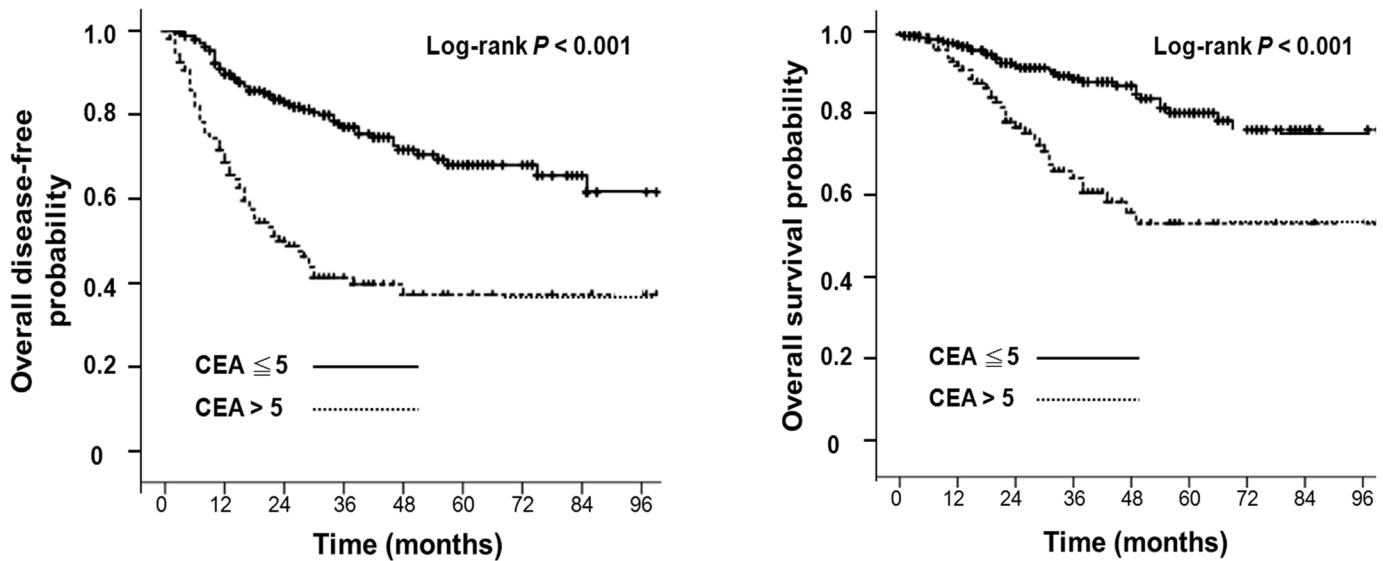 Overall disease-free
probability
1.0
0.8
0.6
0.4
0.2
0
Log-rank P < 0.001
CEA ≦ 5
CEA > 5
0 12 24 36 48 60 72 84 96
Time (months)
Overall survival probability
1.0
0.8
0.6
0.4
0.2
0
Log-rank P < 0.001
CEA ≦ 5
CEA > 5
0 12 24 36 48 60 72 84 96
Time (months)